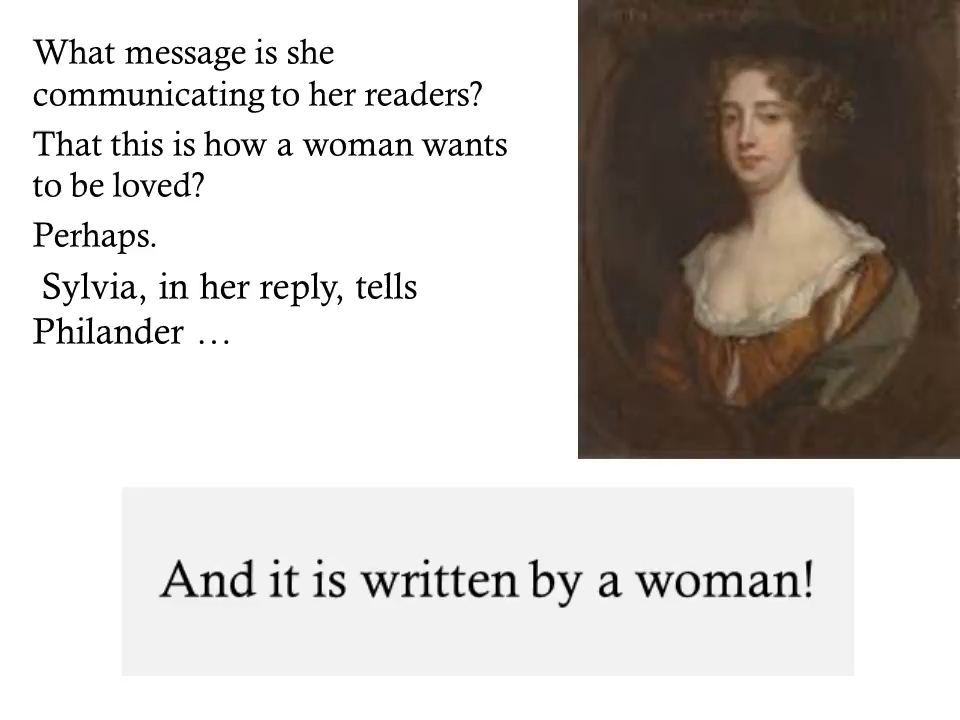 What message is she
communicating to her readers?
That this is how a woman wants
to be loved?
Perhaps.
Sylvia, in her reply, tells
Philander …
And it is written by a woman!